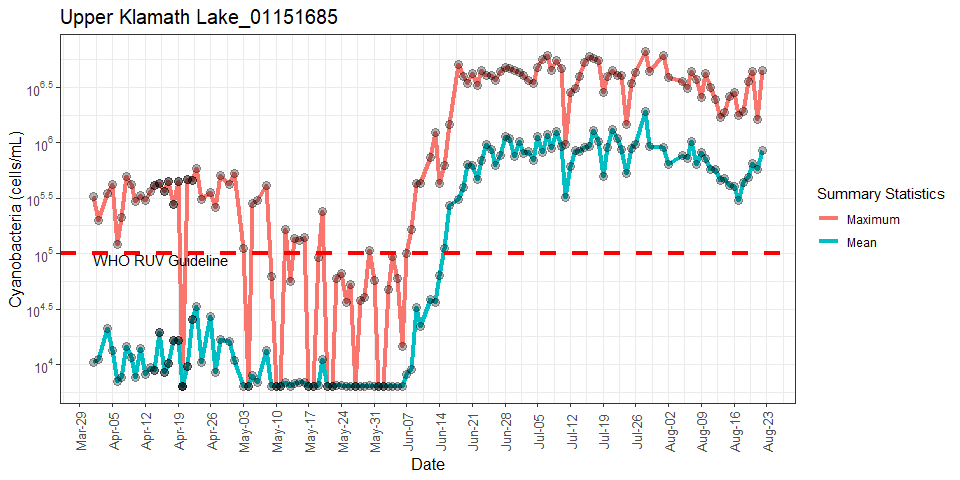 Upper Klamath Lake_01151685
Cyanobacteria (cells/mL)
10^6.5
10^6
10^5.5
10^5
10^4.5
10^4
WHO RUV Guideline
Mar-29
Apr-05
Apr-12
Apr-19
Apr-26
May-03
May-10
May-17
May-24
May-31
Jun-07
Jun-14
Jun-21
Jun-28
Jul-05
Jul-12
Jul-19
Jul-26
Aug-02
Aug-09
Aug-16
Aug-23
Date
Summary Statistics
Maximum
Mean